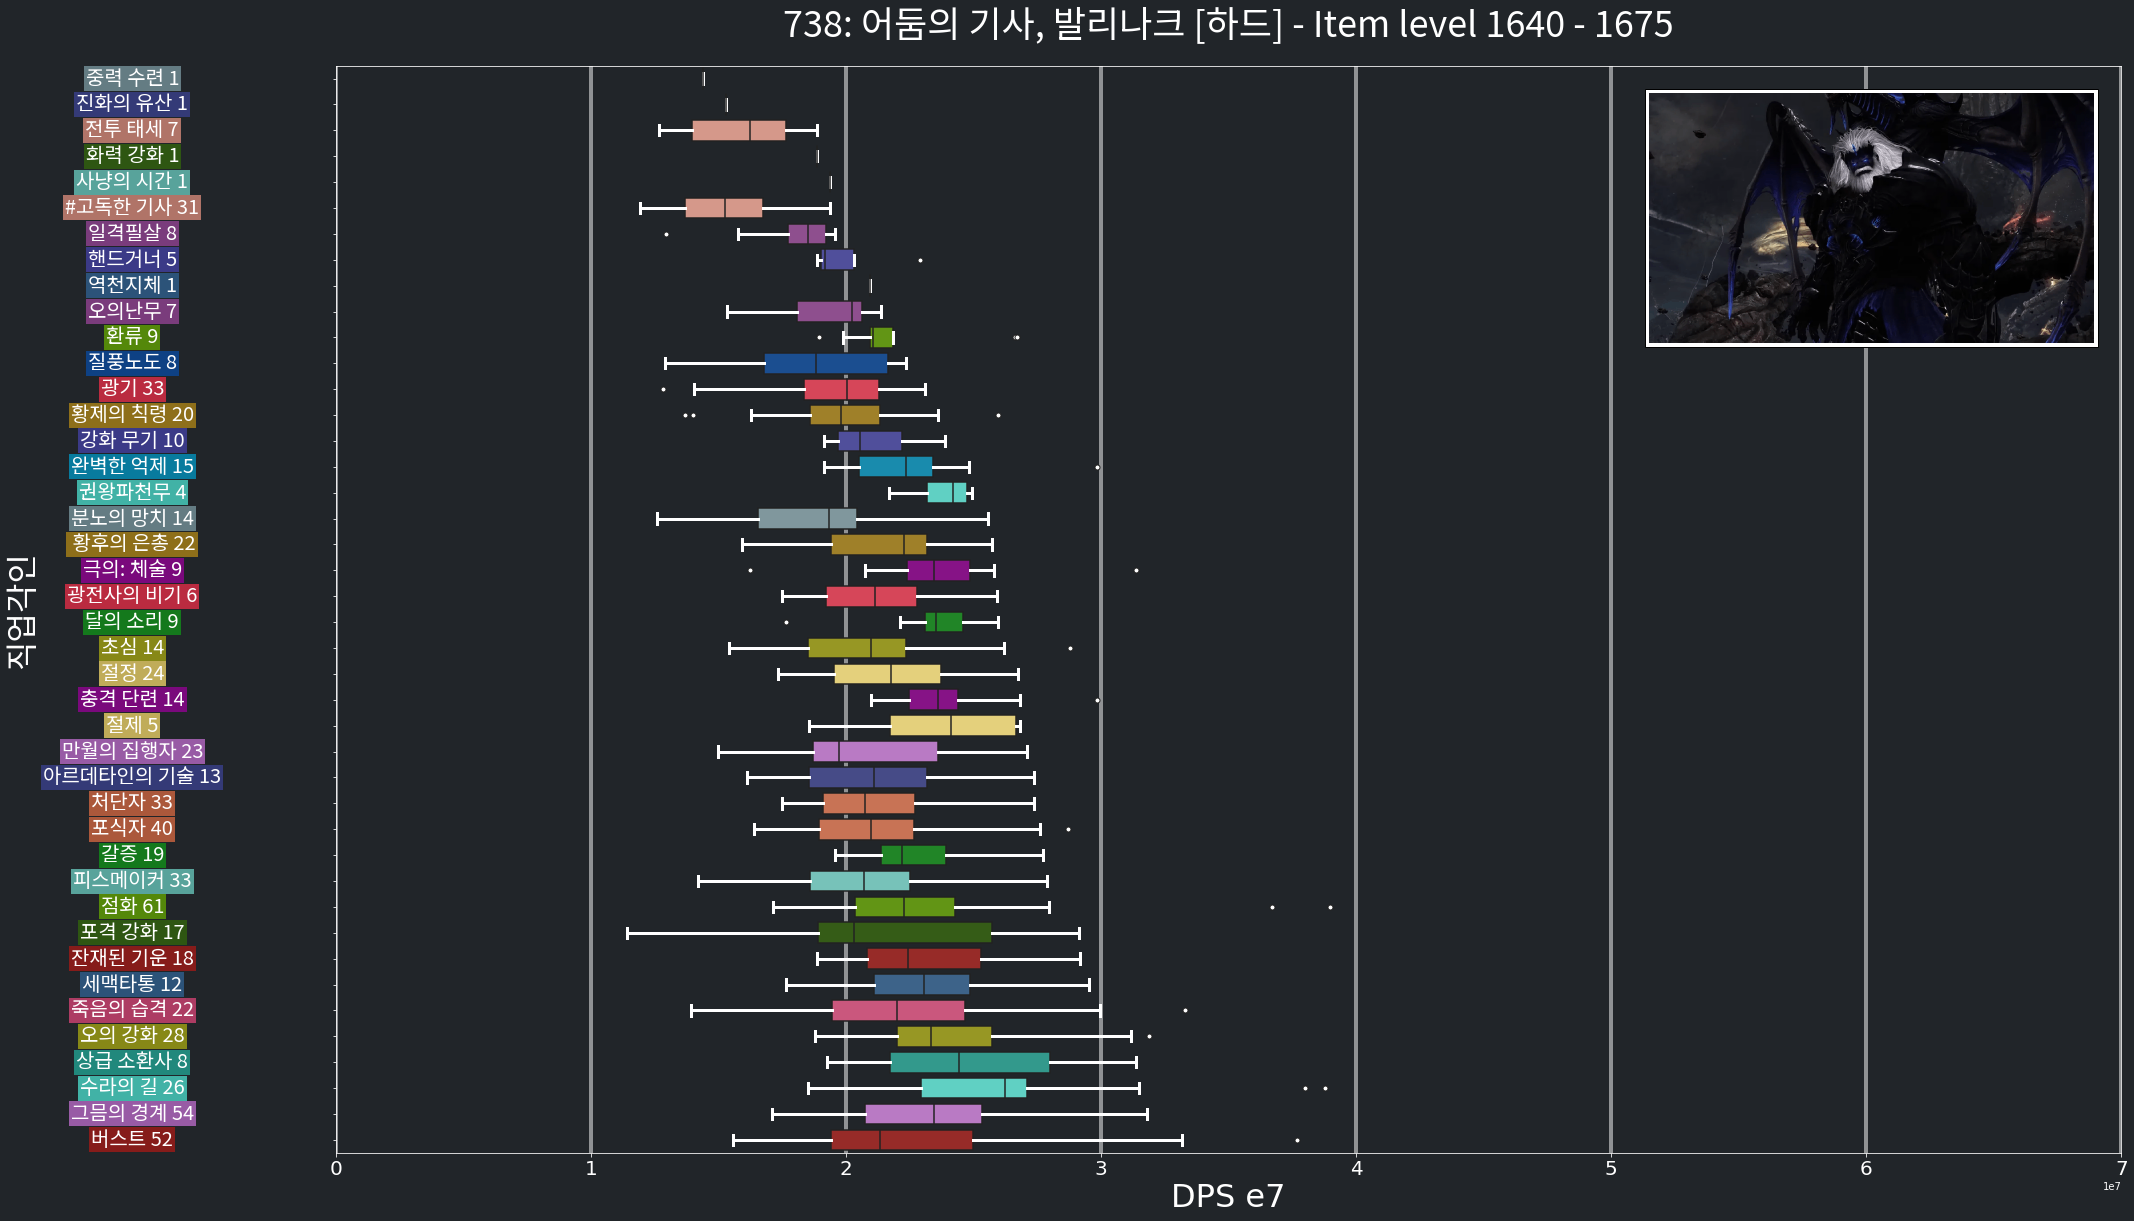 738: 어둠의 기사, 발리나크 [하드] - Item level 1640 - 1675
중력 수련 1
진화의 유산 1
전투 태세 7
화력 강화 1
사냥의 시간 1
#고독한 기사 31
일격필살 8
핸드거너 5
역천지체 1
오의난무 7
환류 9
질풍노도 8
광기 33
황제의 칙령 20
강화 무기 10
완벽한 억제 15
권왕파천무 4
분노의 망치 14
황후의 은총 22
극의: 체술 9
광전사의 비기 6
달의 소리 9
초심 14
절정 24
충격 단련 14
절제 5
만월의 집행자 23
아르데타인의 기술 13
처단자 33
포식자 40
갈증 19
피스메이커 33
점화 61
포격 강화 17
잔재된 기운 18
세맥타통 12
죽음의 습격 22
오의 강화 28
상급 소환사 8
수라의 길 26
그믐의 경계 54
버스트 52
직업각인
0 1 2 3 4 5 6 7
1e7
DPS e7